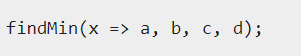 findMin(x => a, b, c, d);